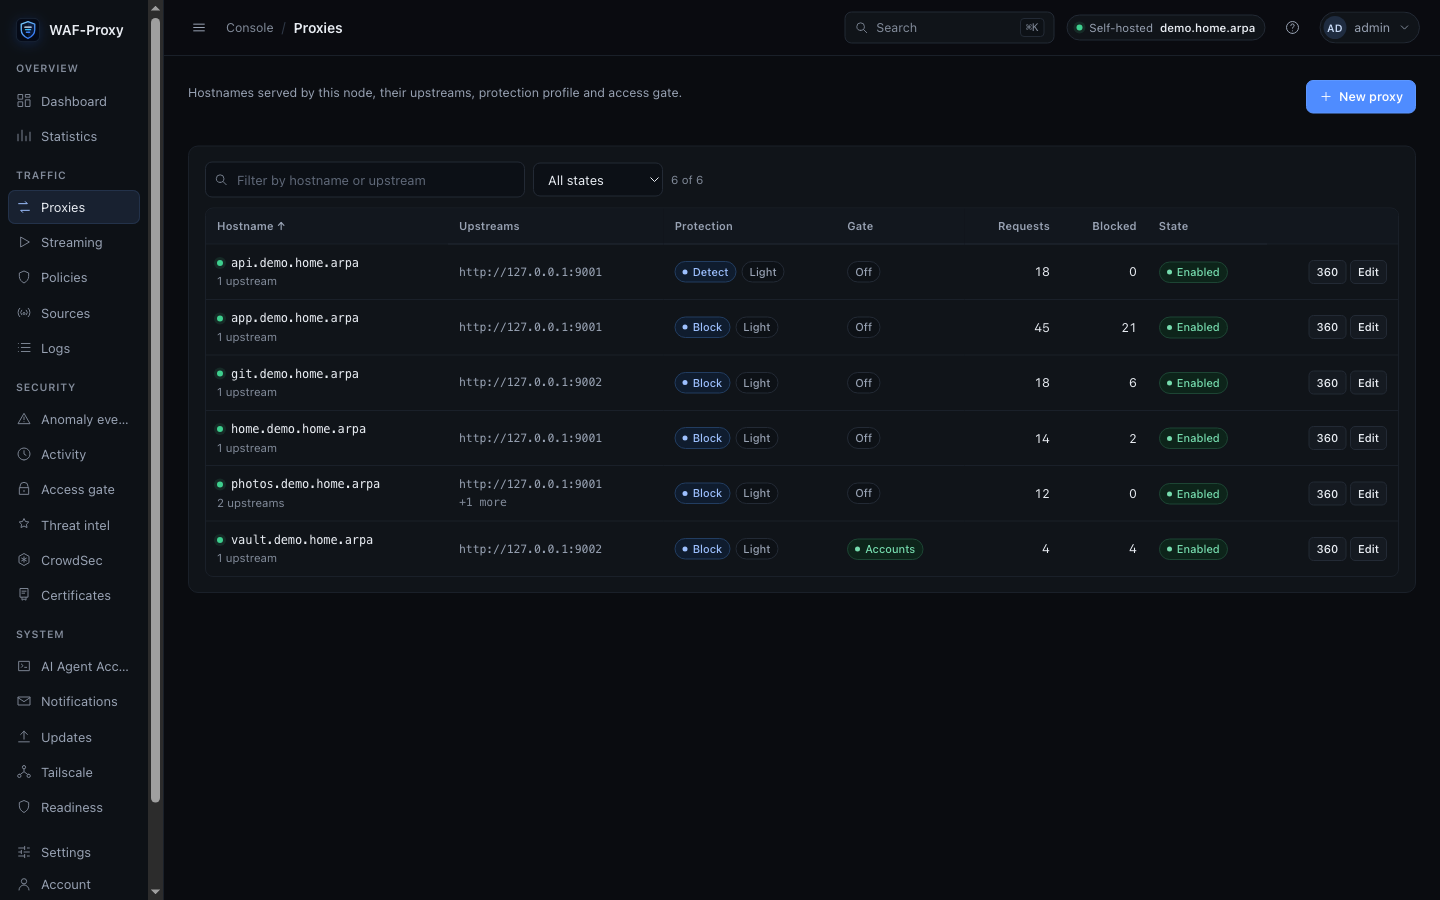 WAF-Proxy
OVERVIEW
Dashboard
Statistics
TRAFFIC
Proxies
Streaming
Policies
Sources
Logs
SECURITY
Anomaly eve...
Activity
Access gate
Threat intel
CrowdSec
Certificates
SYSTEM
AI Agent Acc...
Notifications
Updates
Tailscale
Readiness
Settings
Account
Console / Proxies
Search ⌘K
Self-hosted demo.home.arpa
AD admin
Hostnames served by this node, their upstreams, protection profile and access gate.
+ New proxy
Filter by hostname or upstream
All states
6 of 6
Hostname ↑ Upstreams Protection Gate Requests Blocked State
api.demo.home.arpa
1 upstream
http://127.0.0.1:9001 Detect Light Off 18 0 Enabled 360 Edit
app.demo.home.arpa
1 upstream
http://127.0.0.1:9001 Block Light Off 45 21 Enabled 360 Edit
git.demo.home.arpa
1 upstream
http://127.0.0.1:9002 Block Light Off 18 6 Enabled 360 Edit
home.demo.home.arpa
1 upstream
http://127.0.0.1:9001 Block Light Off 14 2 Enabled 360 Edit
photos.demo.home.arpa
2 upstreams
http://127.0.0.1:9001
+1 more
Block Light Off 12 0 Enabled 360 Edit
vault.demo.home.arpa
1 upstream
http://127.0.0.1:9002 Block Light Accounts 4 4 Enabled 360 Edit